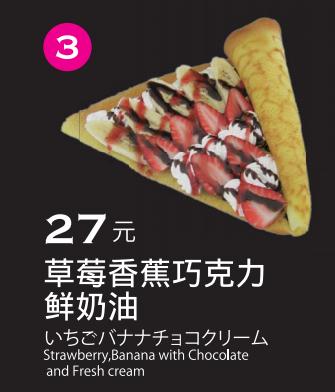 3
27元
草莓香蕉巧克力
鲜奶油
いちごバナナチョコクリーム
Strawberry,Banana with Chocolate
and Fresh cream